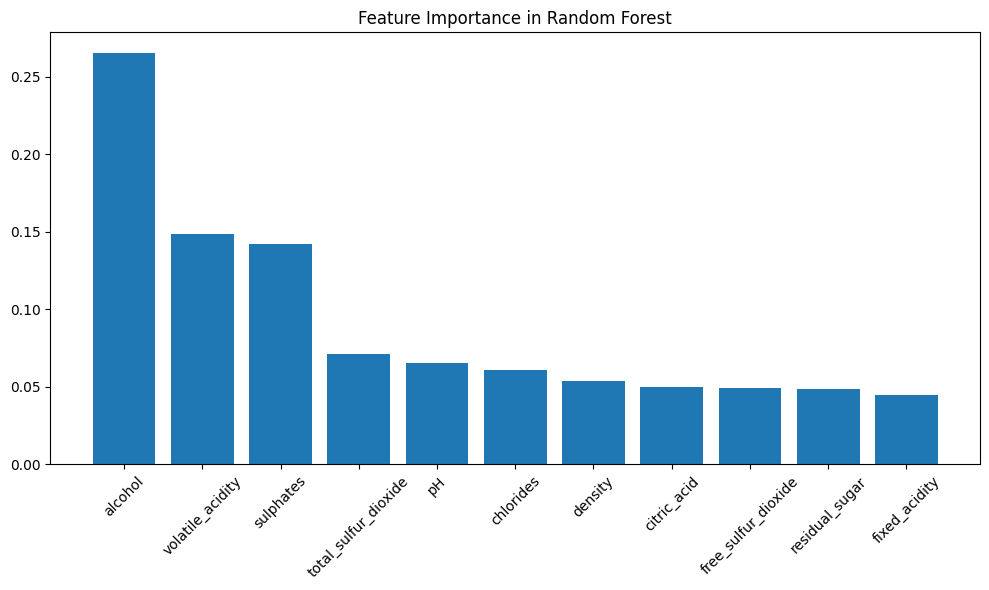 Feature Importance in Random Forest
0.25
0.20
0.15
0.10
0.05
0.00
alcohol
volatile_acidity
sulphates
total_sulfur_dioxide
pH
chlorides
density
citric_acid
free_sulfur_dioxide
residual_sugar
fixed_acidity